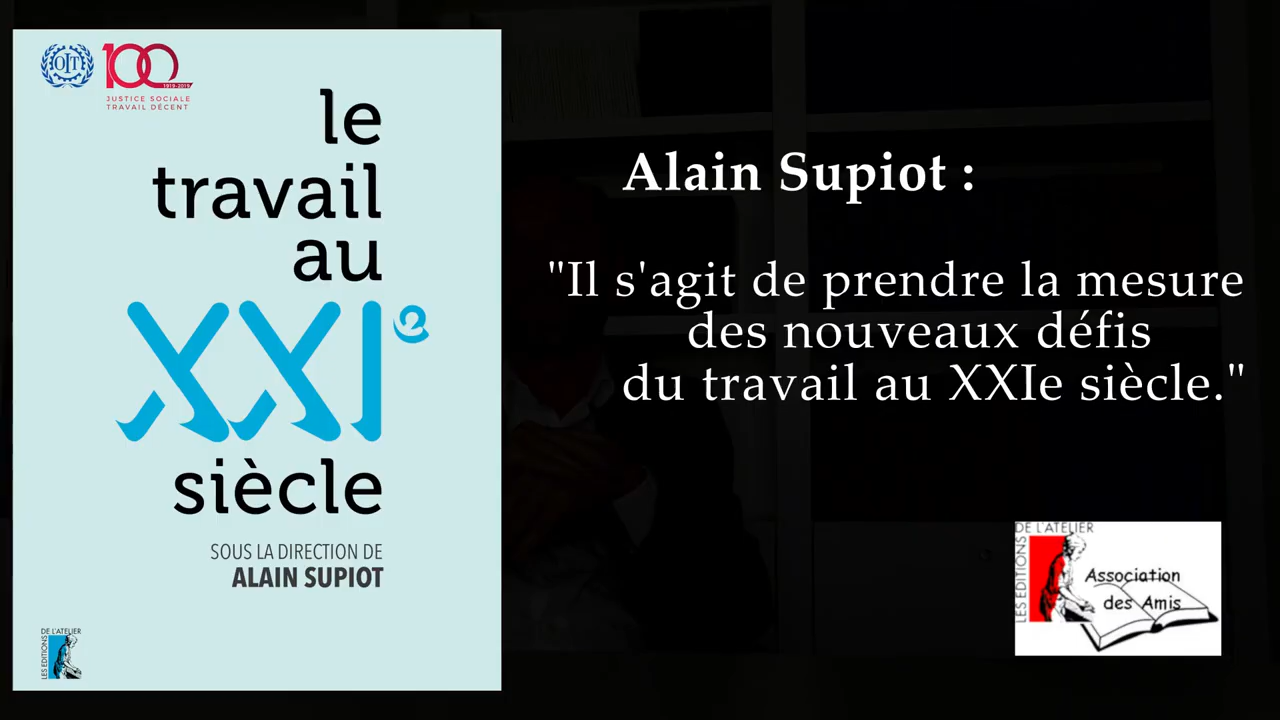 OIT 100
1919-2019
JUSTICE SOCIALE
TRAVAIL DÉCENT
le
travail
au
XXIe
siècle
SOUS LA DIRECTION DE
ALAIN SUPIOT
DE L'ATELIER
LES EDITIONS
Alain Supiot :
"Il s'agit de prendre la mesure
des nouveaux défis
du travail au XXIe siècle."
DE L'ATELIER
LES EDITIONS
Association
des Amis